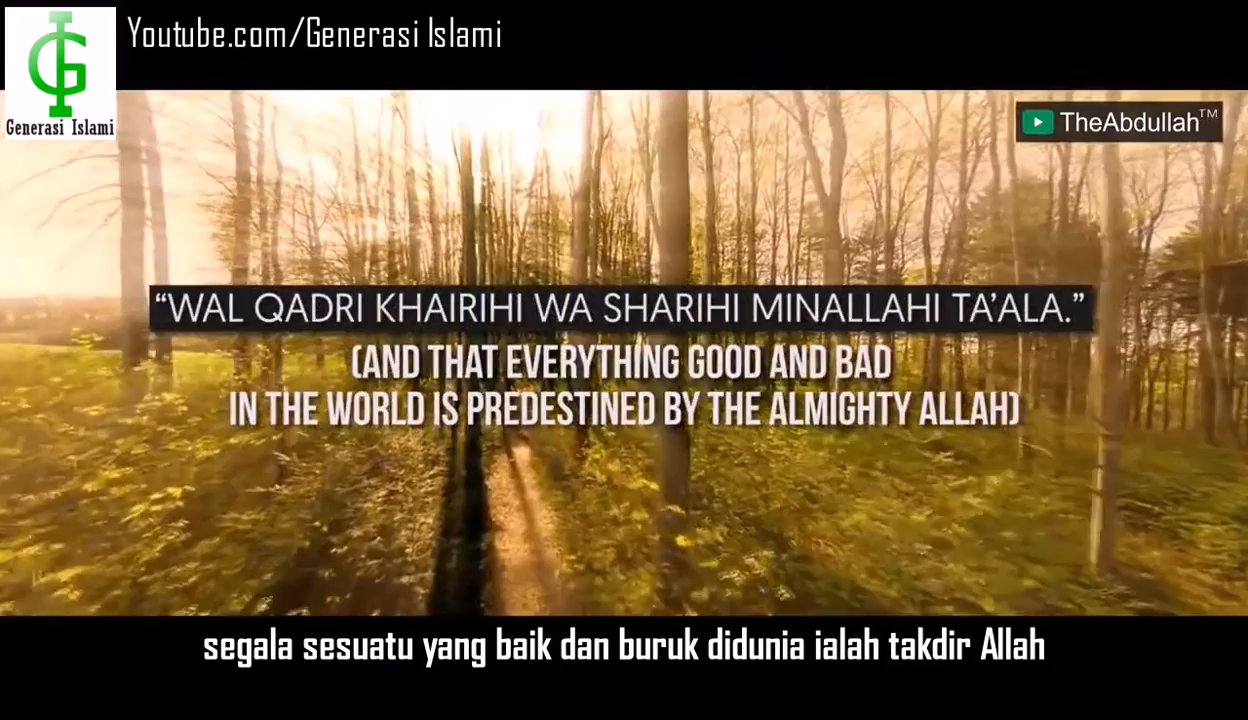 Youtube.com/Generasi Islami
Generasi Islami
TheAbdullah™
“WAL QADRI KHAIRIHI WA SHARIHI MINALLAHI TA’ALA.”
(AND THAT EVERYTHING GOOD AND BAD
IN THE WORLD IS PREDESTINED BY THE ALMIGHTY ALLAH)
segala sesuatu yang baik dan buruk didunia ialah takdir Allah